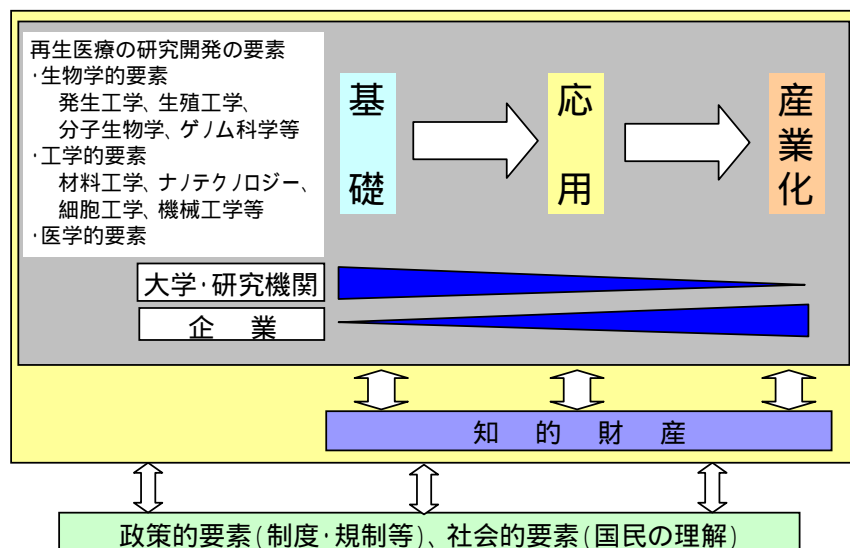 再生医療の研究開発の要素
・生物学的要素
発生工学、生殖工学、
分子生物学、ゲノム科学等
・工学的要素
材料工学、ナノテクノロジー、
細胞工学、機械工学等
・医学的要素
基礎
応用
産業化
大学・研究機関
企業
知的財産
政策的要素(制度・規制等)、社会的要素(国民の理解)